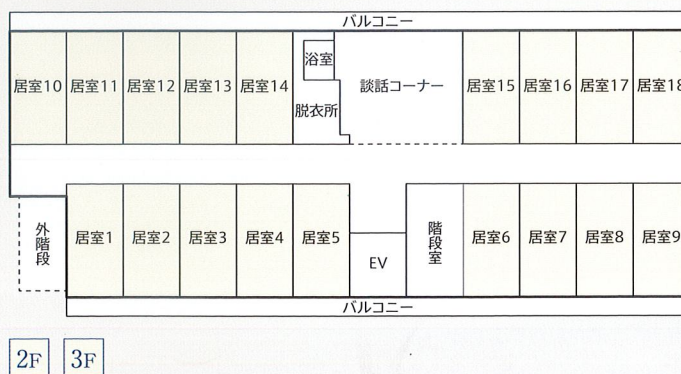 バルコニー
居室10 居室11 居室12 居室13 居室14 浴室 脱衣所 談話コーナー 居室15 居室16 居室17 居室18
外階段 居室1 居室2 居室3 居室4 居室5 EV 階段室 居室6 居室7 居室8 居室9
バルコニー
2F 3F